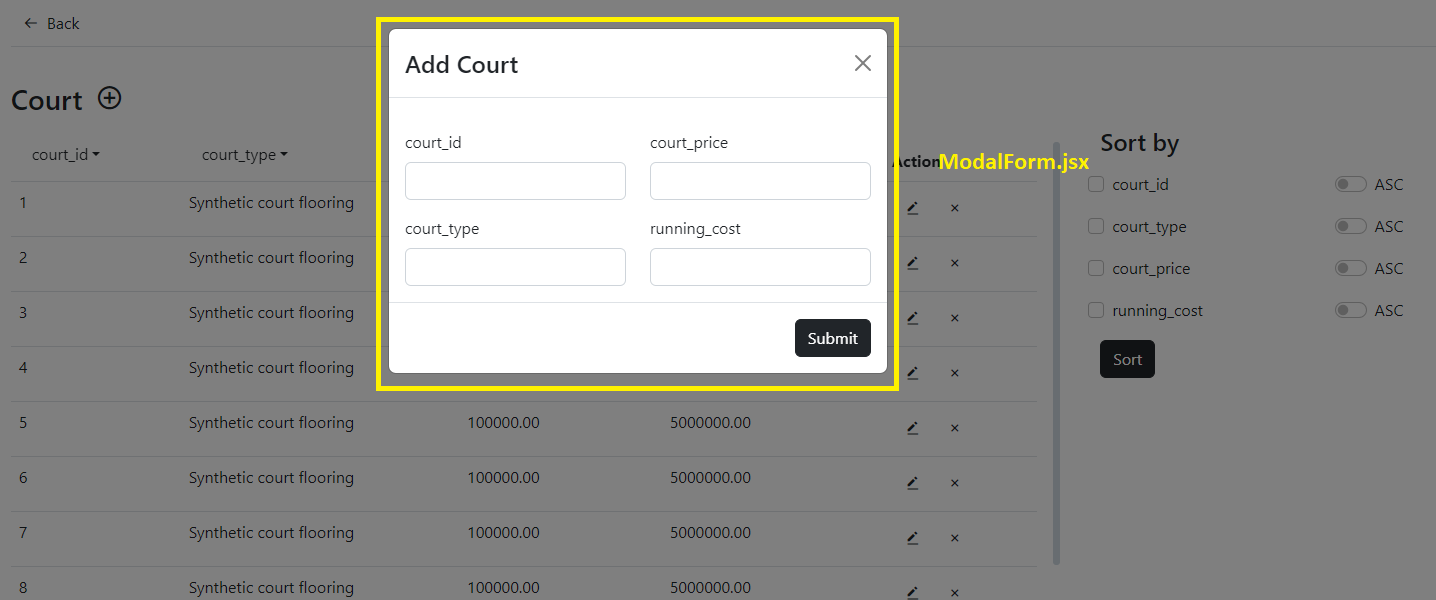 Back
Add Court
Court
court_id court_price
court_id court_type Action ModalForm.jsx Sort by
court_id ASC
1 Synthetic court flooring
court_type running_cost
court_type ASC
2 Synthetic court flooring
court_price ASC
3 Synthetic court flooring
running_cost ASC
Submit
Sort
4 Synthetic court flooring
5 Synthetic court flooring 100000.00 5000000.00
6 Synthetic court flooring 100000.00 5000000.00
7 Synthetic court flooring 100000.00 5000000.00
8 Synthetic court flooring 100000.00 5000000.00